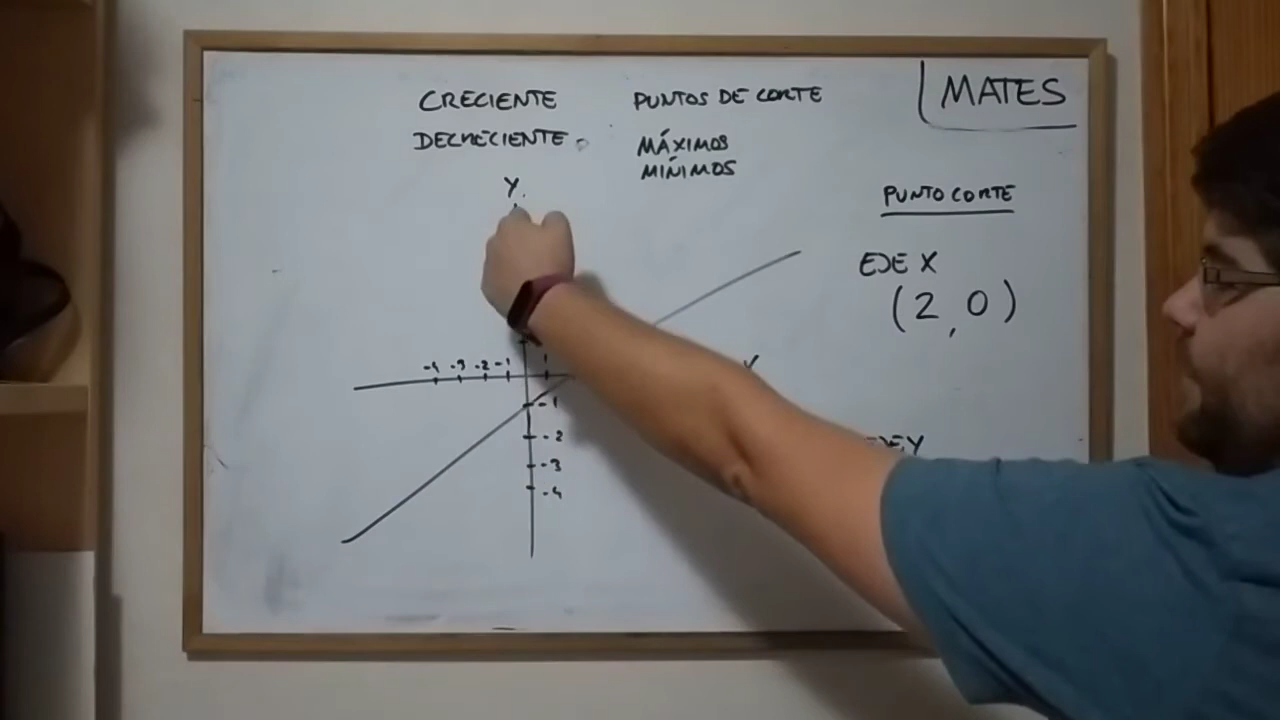 CRECIENTE
DECRECIENTE
PUNTOS DE CORTE
MÁXIMOS
MÍNIMOS
MATES
Y
PUNTO CORTE
EJE X
(2, 0)
-4 -3 -2 -1 1
-1
-2
-3
-4